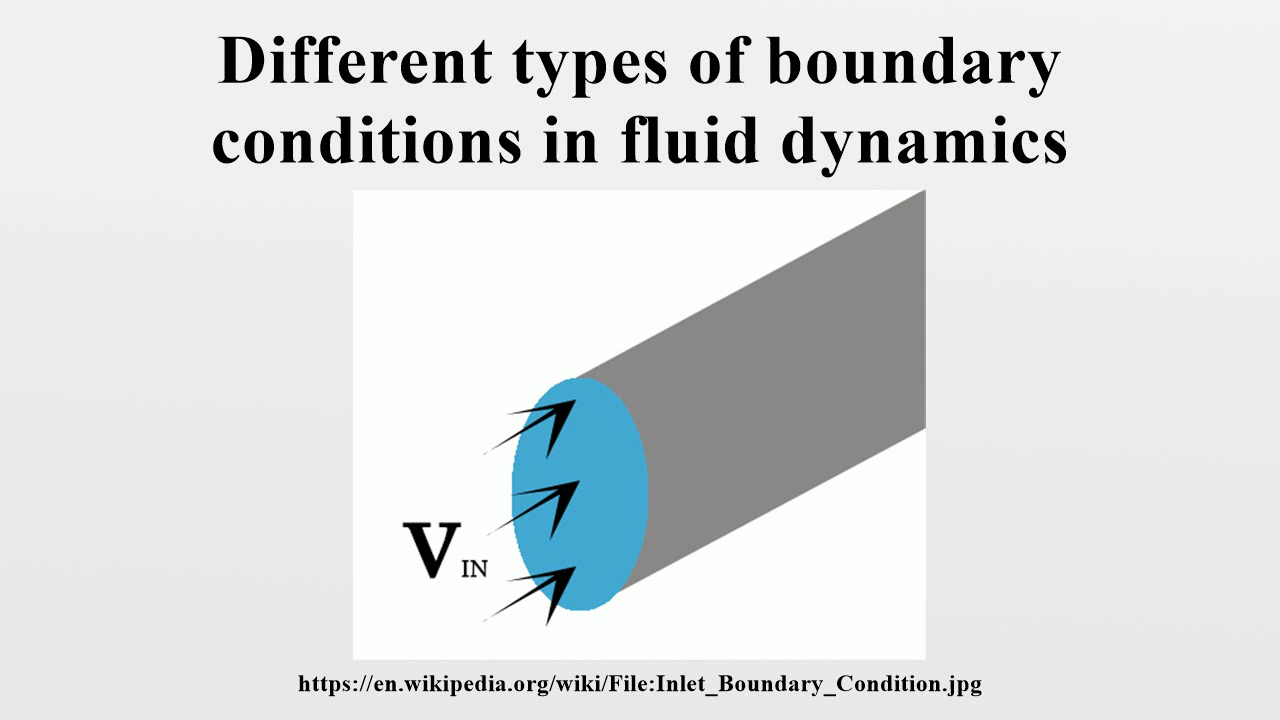 Different types of boundary
conditions in fluid dynamics
V IN
https://en.wikipedia.org/wiki/File:Inlet_Boundary_Condition.jpg